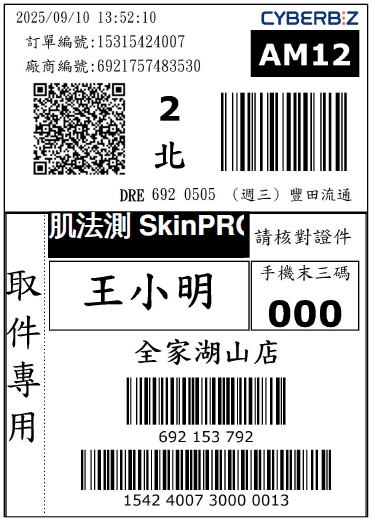 2025/09/10 13:52:10
CYBERBIZ
訂單編號:15315424007
廠商編號:6921757483530
AM12
2
北
DRE 692 0505 (週三) 豐田流通
肌法測 SkinPRO
請核對證件
取件專用
王小明
手機末三碼
000
全家湖山店
692 153 792
1542 4007 3000 0013